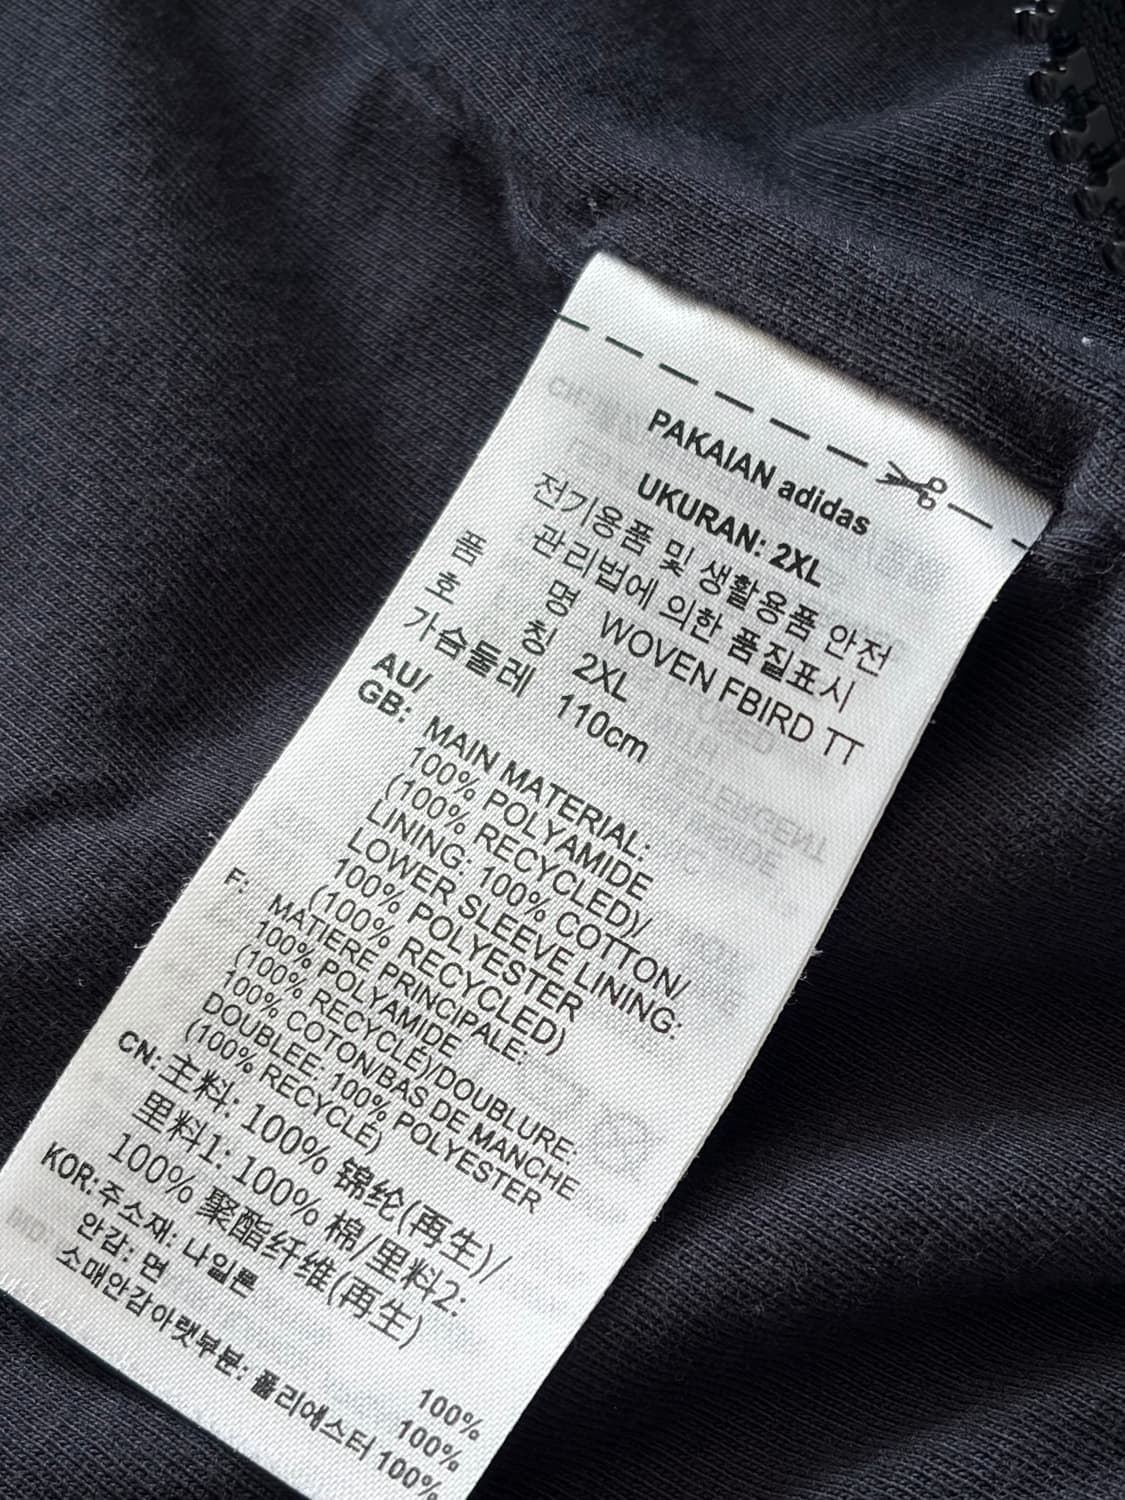 PAKAIAN adidas
UKURAN: 2XL
전기용품 및 생활용품 안전
관리법에 의한 품질표시
품 명 WOVEN FBIRD TT
호 칭 2XL
가슴둘레 110cm
AU/
GB: MAIN MATERIAL:
100% POLYAMIDE
(100% RECYCLED)/
LINING: 100% COTTON/
LOWER SLEEVE LINING:
100% POLYESTER
(100% RECYCLED)
F: MATIERE PRINCIPALE:
100% POLYAMIDE
(100% RECYCLÉ)/DOUBLURE:
100% COTON/BAS DE MANCHE
DOUBLEE: 100% POLYESTER
(100% RECYCLÉ)
CN: 主料: 100% 锦纶(再生)/
里料1: 100% 棉/里料2:
100% 聚酯纤维(再生)
KOR: 주소재: 나일론 100%
안감: 면 100%
소매안감아랫부분: 폴리에스터 100%